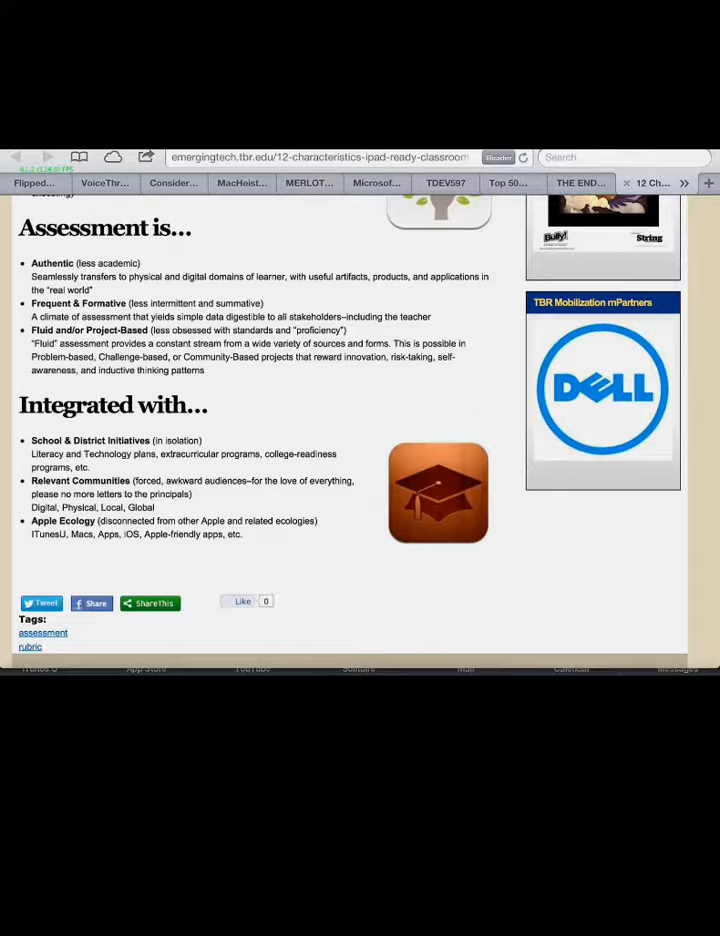 emergingtech.tbr.edu/12-characteristics-ipad-ready-classroom
Reader
Search
Flipped...
VoiceThr...
Consider...
MacHeist...
MERLOT...
Microsof...
TDEV597
Top 50...
THE END...
12 Ch...
Assessment is...
Authentic (less academic)
Seamlessly transfers to physical and digital domains of learner, with useful artifacts, products, and applications in
the "real world"
Frequent & Formative (less intermittent and summative)
A climate of assessment that yields simple data digestible to all stakeholders–including the teacher
Fluid and/or Project-Based (less obsessed with standards and "proficiency")
"Fluid" assessment provides a constant stream from a wide variety of sources and forms. This is possible in
Problem-based, Challenge-based, or Community-Based projects that reward innovation, risk-taking, self-
awareness, and inductive thinking patterns
Integrated with...
School & District Initiatives (in isolation)
Literacy and Technology plans, extracurricular programs, college-readiness
programs, etc.
Relevant Communities (forced, awkward audiences–for the love of everything,
please no more letters to the principals)
Digital, Physical, Local, Global
Apple Ecology (disconnected from other Apple and related ecologies)
ITunesU, Macs, Apps, iOS, Apple-friendly apps, etc.
Bully!
String
TBR Mobilization mPartners
DELL
Tweet
Share
ShareThis
Like
0
Tags:
assessment
rubric
iTunes U
App Store
YouTube
Solitaire
Mail
Calendar
Messages